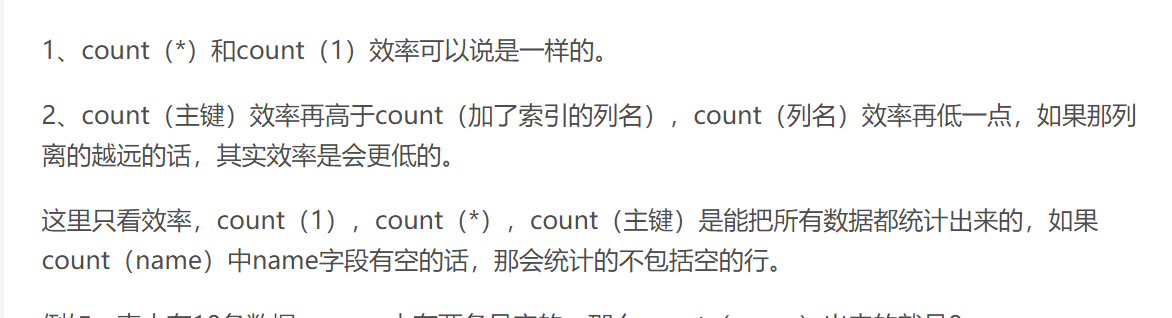 1、count（*）和count（1）效率可以说是一样的。
2、count（主键）效率再高于count（加了索引的列名），count（列名）效率再低一点，如果那列
离的越远的话，其实效率是会更低的。
这里只看效率，count（1），count（*），count（主键）是能把所有数据都统计出来的，如果
count（name）中name字段有空的话，那会统计的不包括空的行。